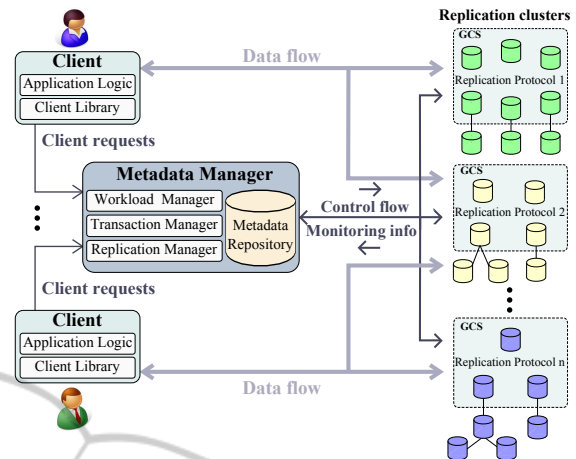 Replication clusters
Client
Application Logic
Client Library
Data flow
GCS
Replication Protocol 1
Client requests
Metadata Manager
Workload Manager
Transaction Manager
Replication Manager
Metadata
Repository
Control flow
Monitoring info
GCS
Replication Protocol 2
Client requests
Client
Application Logic
Client Library
Data flow
GCS
Replication Protocol n